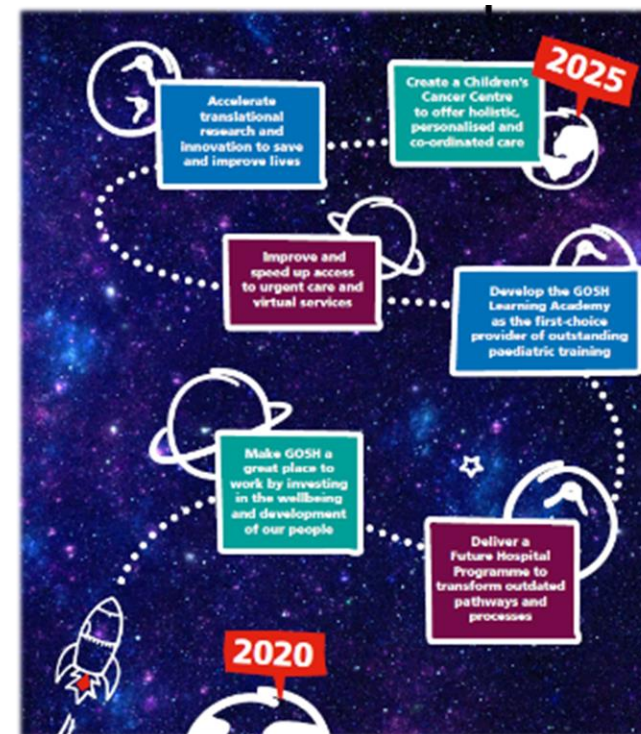 2025
Create a Children's
Cancer Centre
to offer holistic,
personalised and
co-ordinated care
Accelerate
translational
research and
innovation to save
and improve lives
Improve and
speed up access
to urgent care and
virtual services
Develop the GOSH
Learning Academy
as the first-choice
provider of outstanding
paediatric training
Make GOSH a
great place to
work by investing
in the wellbeing
and development
of our people
Deliver a
Future Hospital
Programme to
transform outdated
pathways and
processes
2020